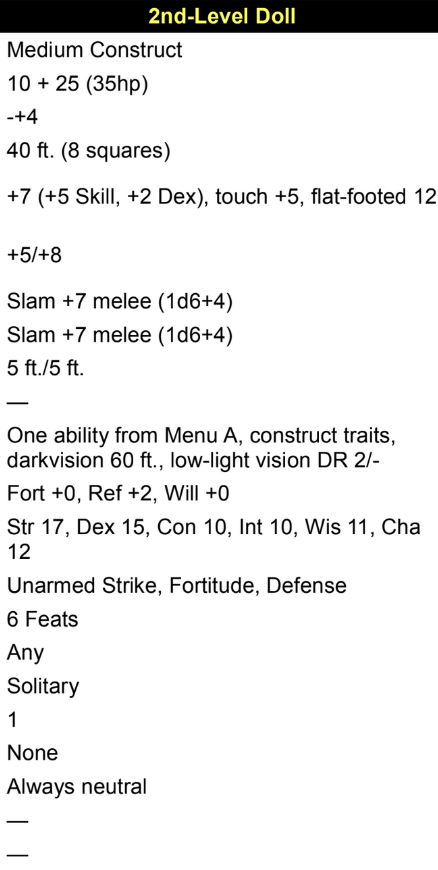 2nd-Level Doll
Medium Construct
10 + 25 (35hp)
-+4
40 ft. (8 squares)
+7 (+5 Skill, +2 Dex), touch +5, flat-footed 12
+5/+8
Slam +7 melee (1d6+4)
Slam +7 melee (1d6+4)
5 ft./5 ft.
—
One ability from Menu A, construct traits,
darkvision 60 ft., low-light vision DR 2/-
Fort +0, Ref +2, Will +0
Str 17, Dex 15, Con 10, Int 10, Wis 11, Cha
12
Unarmed Strike, Fortitude, Defense
6 Feats
Any
Solitary
1
None
Always neutral
—
—